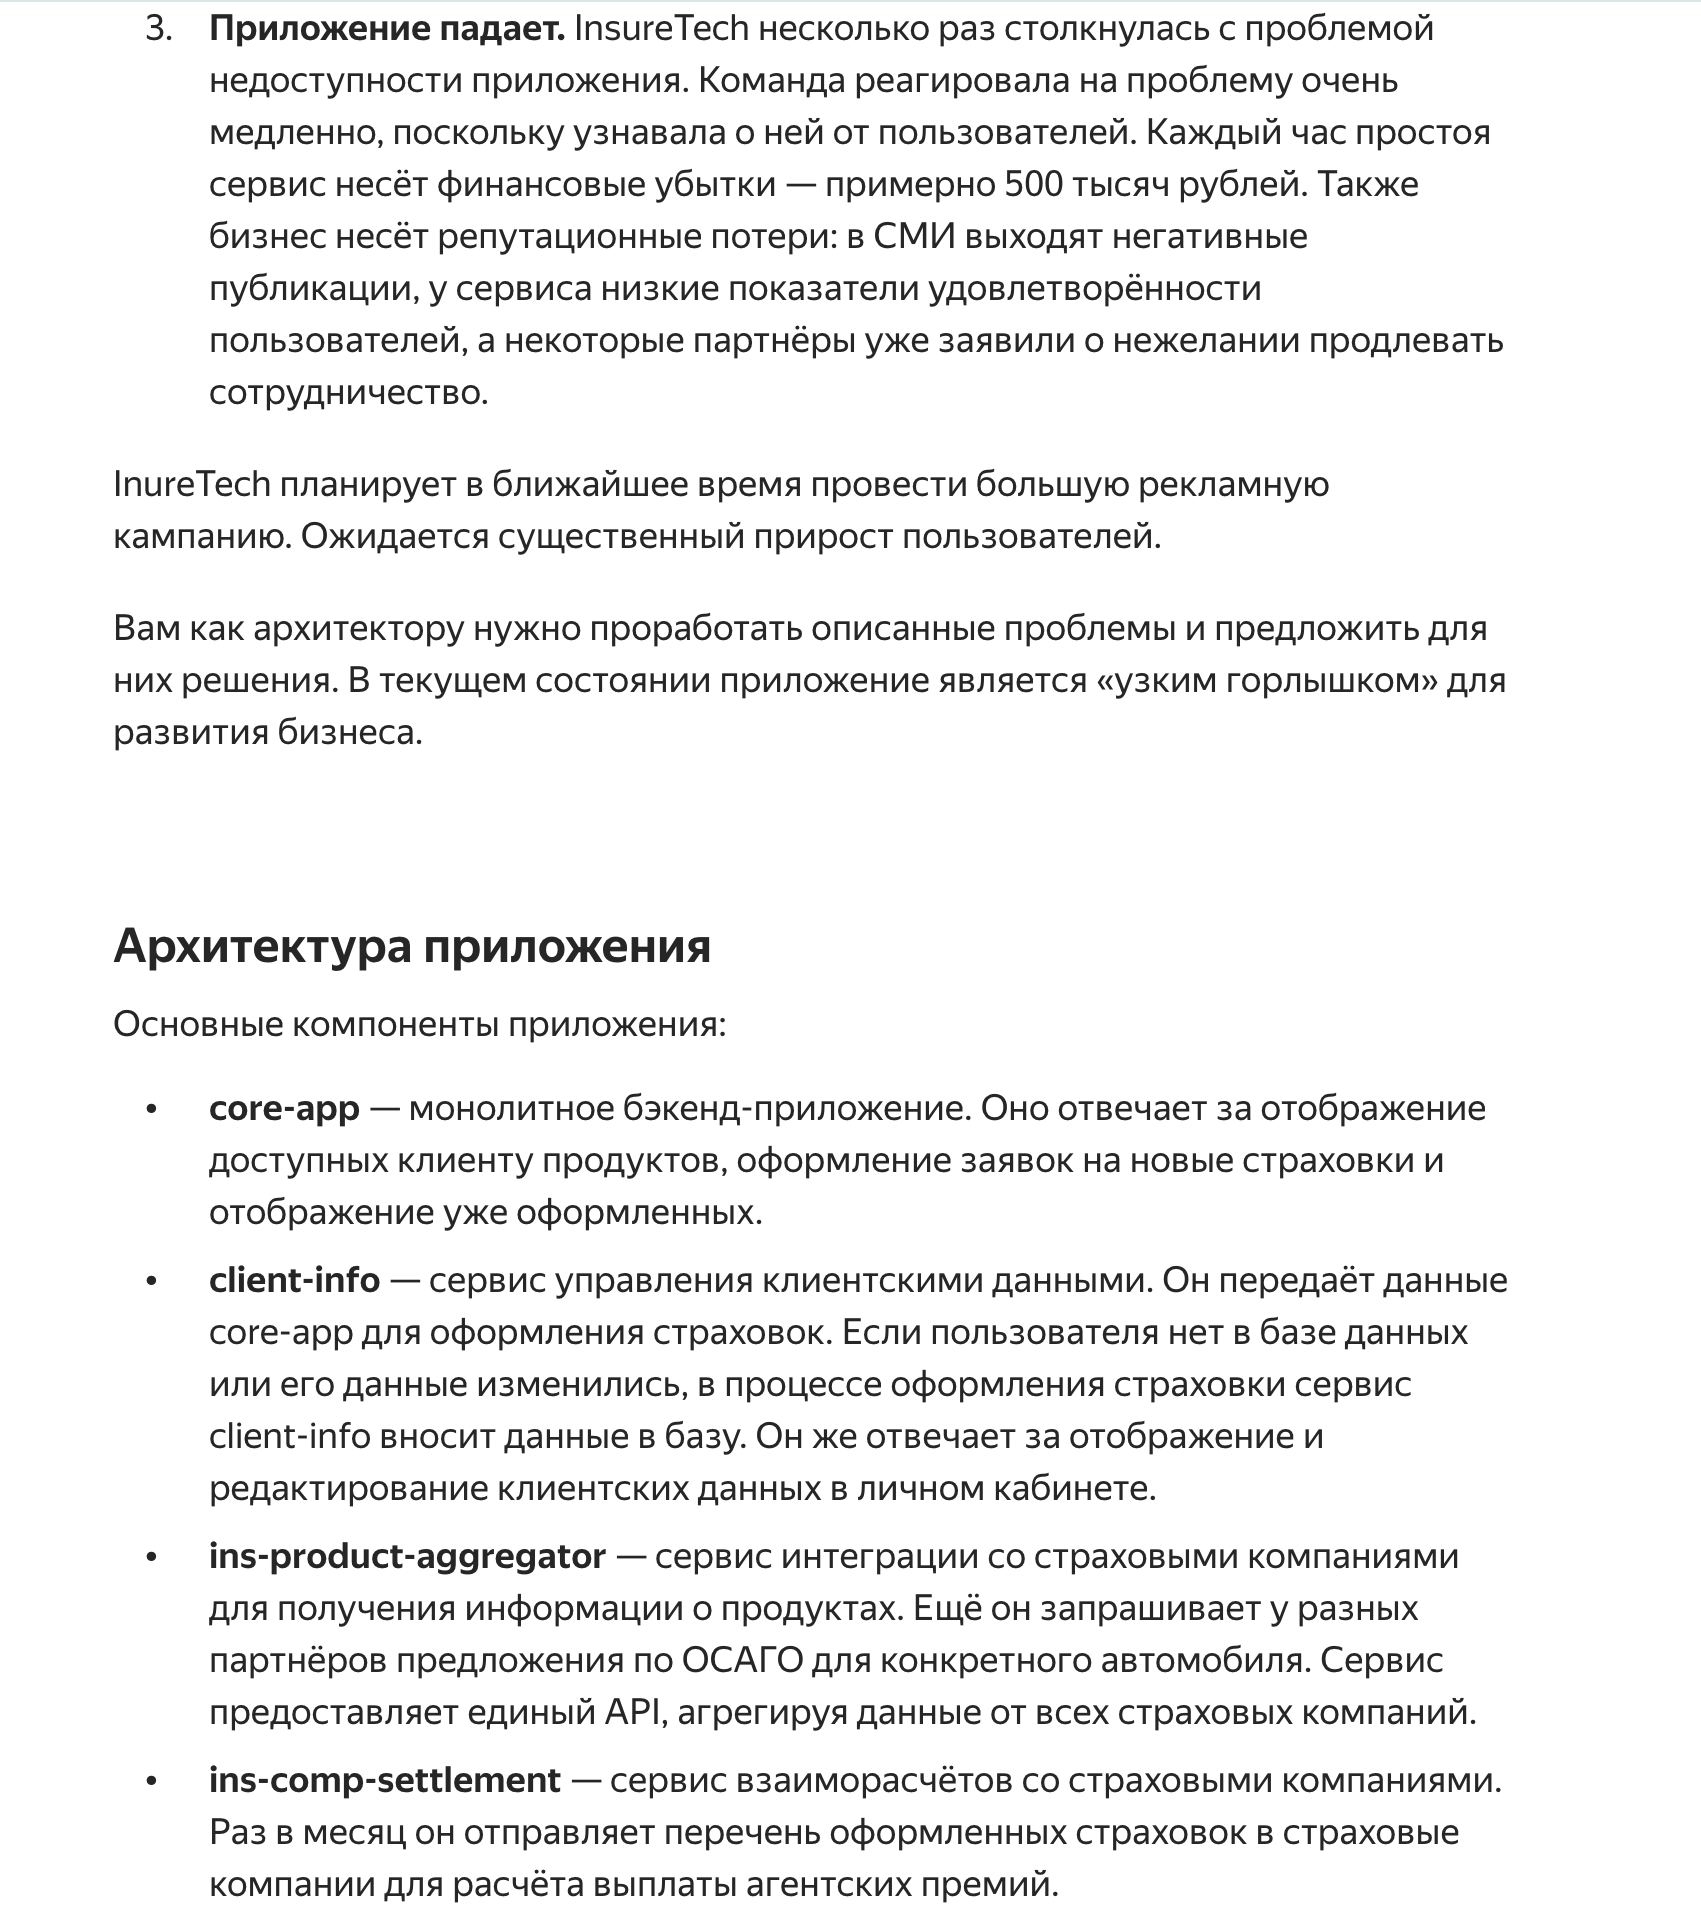 3. Приложение падает. InsureTech несколько раз столкнулась с проблемой
недоступности приложения. Команда реагировала на проблему очень
медленно, поскольку узнавала о ней от пользователей. Каждый час простоя
сервис несёт финансовые убытки — примерно 500 тысяч рублей. Также
бизнес несёт репутационные потери: в СМИ выходят негативные
публикации, у сервиса низкие показатели удовлетворённости
пользователей, а некоторые партнёры уже заявили о нежелании продлевать
сотрудничество.
InureTech планирует в ближайшее время провести большую рекламную
кампанию. Ожидается существенный прирост пользователей.
Вам как архитектору нужно проработать описанные проблемы и предложить для
них решения. В текущем состоянии приложение является «узким горлышком» для
развития бизнеса.
Архитектура приложения
Основные компоненты приложения:
• core-app — монолитное бэкенд-приложение. Оно отвечает за отображение
доступных клиенту продуктов, оформление заявок на новые страховки и
отображение уже оформленных.
• client-info — сервис управления клиентскими данными. Он передаёт данные
core-app для оформления страховок. Если пользователя нет в базе данных
или его данные изменились, в процессе оформления страховки сервис
client-info вносит данные в базу. Он же отвечает за отображение и
редактирование клиентских данных в личном кабинете.
• ins-product-aggregator — сервис интеграции со страховыми компаниями
для получения информации о продуктах. Ещё он запрашивает у разных
партнёров предложения по ОСАГО для конкретного автомобиля. Сервис
предоставляет единый API, агрегируя данные от всех страховых компаний.
• ins-comp-settlement — сервис взаиморасчётов со страховыми компаниями.
Раз в месяц он отправляет перечень оформленных страховок в страховые
компании для расчёта выплаты агентских премий.